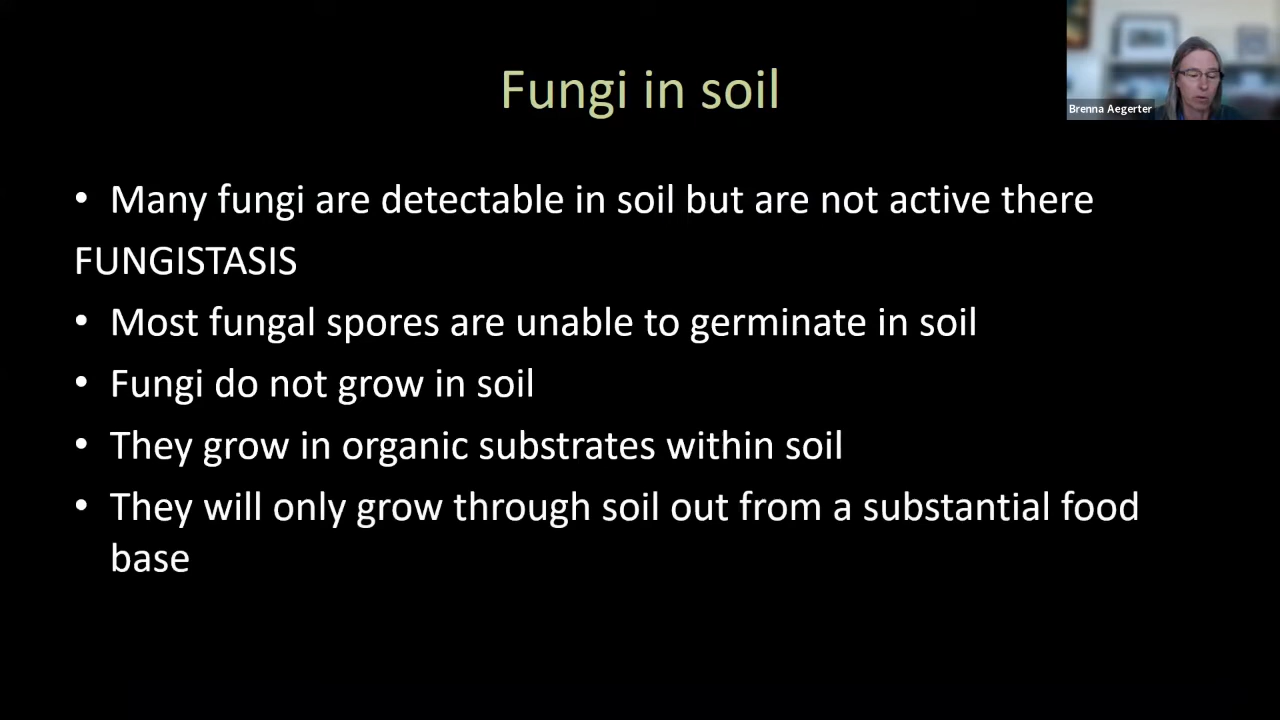 Fungi in soil
Brenna Aegerter
• Many fungi are detectable in soil but are not active there
FUNGISTASIS
• Most fungal spores are unable to germinate in soil
• Fungi do not grow in soil
• They grow in organic substrates within soil
• They will only grow through soil out from a substantial food
base